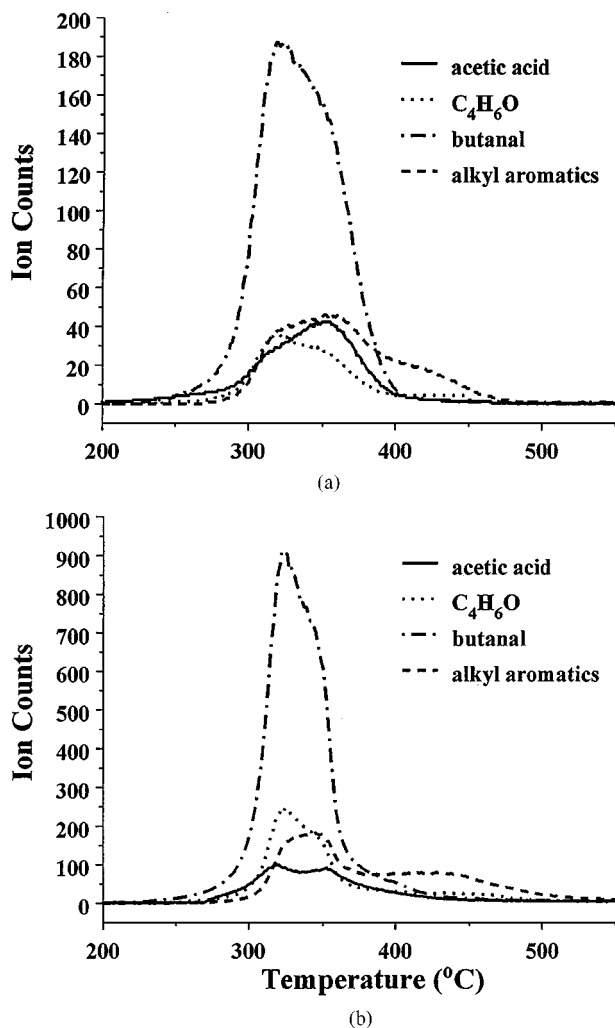 200
180
160
140
120
100
80
60
40
20
0
Ion Counts
acetic acid
C₄H₆O
butanal
alkyl aromatics
200 300 400 500
(a)
1000
900
800
700
600
500
400
300
200
100
0
Ion Counts
acetic acid
C₄H₆O
butanal
alkyl aromatics
200 300 400 500
Temperature (⁰C)
(b)